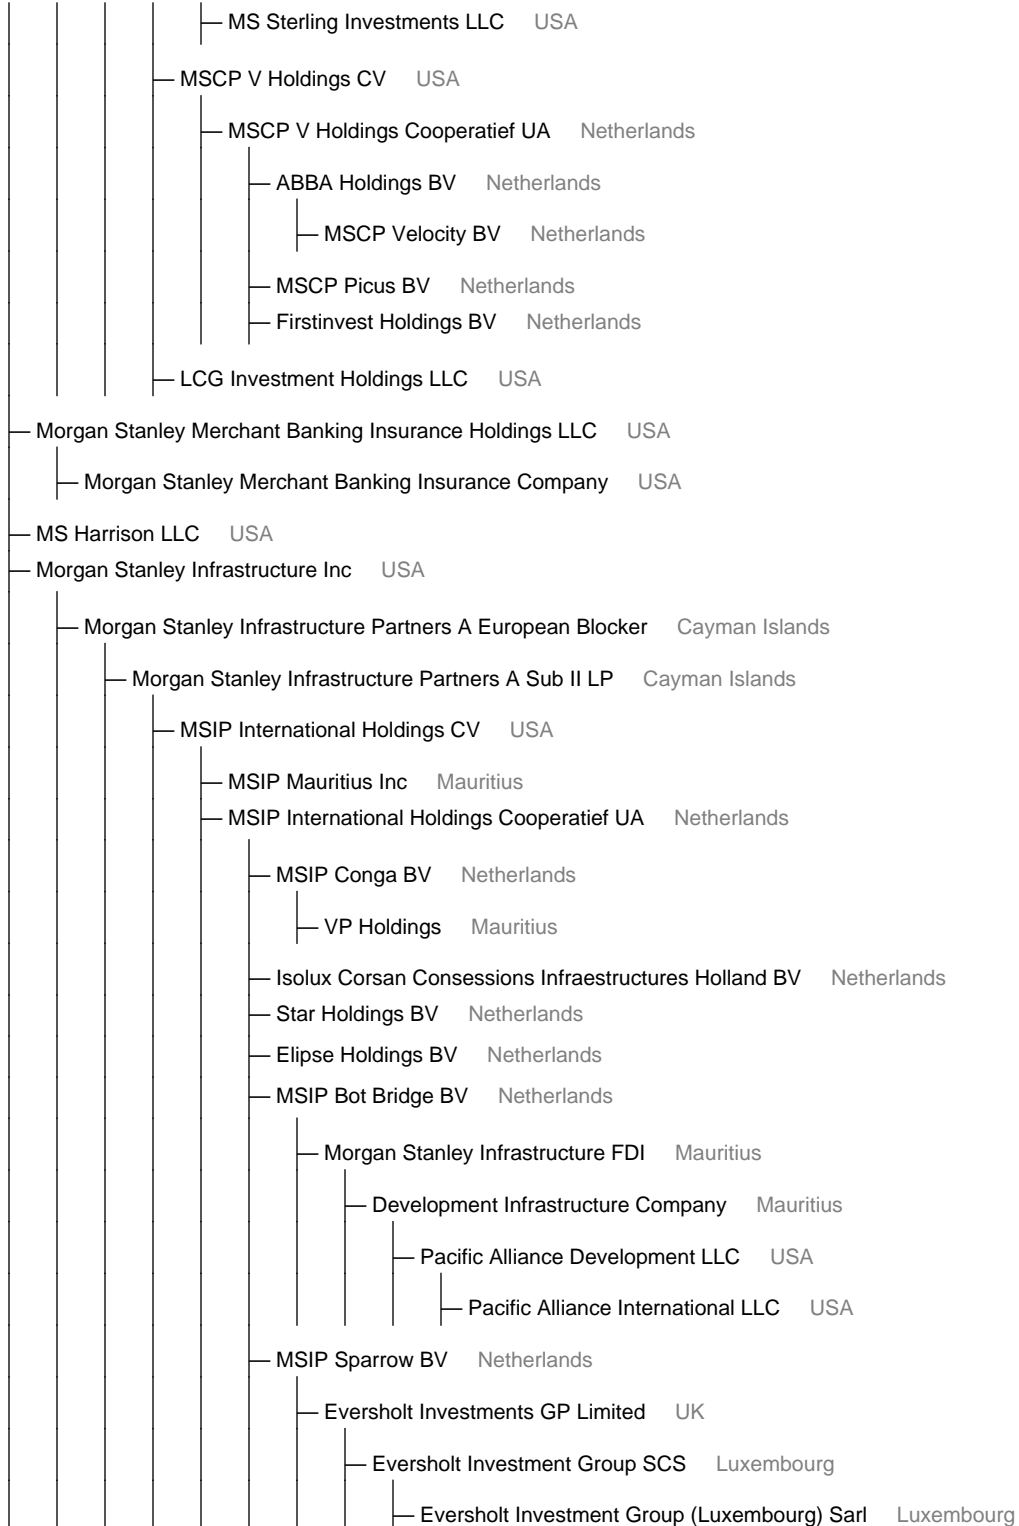 MS Sterling Investments LLC USA
MSCP V Holdings CV USA
MSCP V Holdings Cooperatief UA Netherlands
ABBA Holdings BV Netherlands
MSCP Velocity BV Netherlands
MSCP Picus BV Netherlands
Firstinvest Holdings BV Netherlands
LCG Investment Holdings LLC USA
Morgan Stanley Merchant Banking Insurance Holdings LLC USA
Morgan Stanley Merchant Banking Insurance Company USA
MS Harrison LLC USA
Morgan Stanley Infrastructure Inc USA
Morgan Stanley Infrastructure Partners A European Blocker Cayman Islands
Morgan Stanley Infrastructure Partners A Sub II LP Cayman Islands
MSIP International Holdings CV USA
MSIP Mauritius Inc Mauritius
MSIP International Holdings Cooperatief UA Netherlands
MSIP Conga BV Netherlands
VP Holdings Mauritius
Isolux Corsan Consessions Infraestructures Holland BV Netherlands
Star Holdings BV Netherlands
Elipse Holdings BV Netherlands
MSIP Bot Bridge BV Netherlands
Morgan Stanley Infrastructure FDI Mauritius
Development Infrastructure Company Mauritius
Pacific Alliance Development LLC USA
Pacific Alliance International LLC USA
MSIP Sparrow BV Netherlands
Eversholt Investments GP Limited UK
Eversholt Investment Group SCS Luxembourg
Eversholt Investment Group (Luxembourg) Sarl Luxembourg